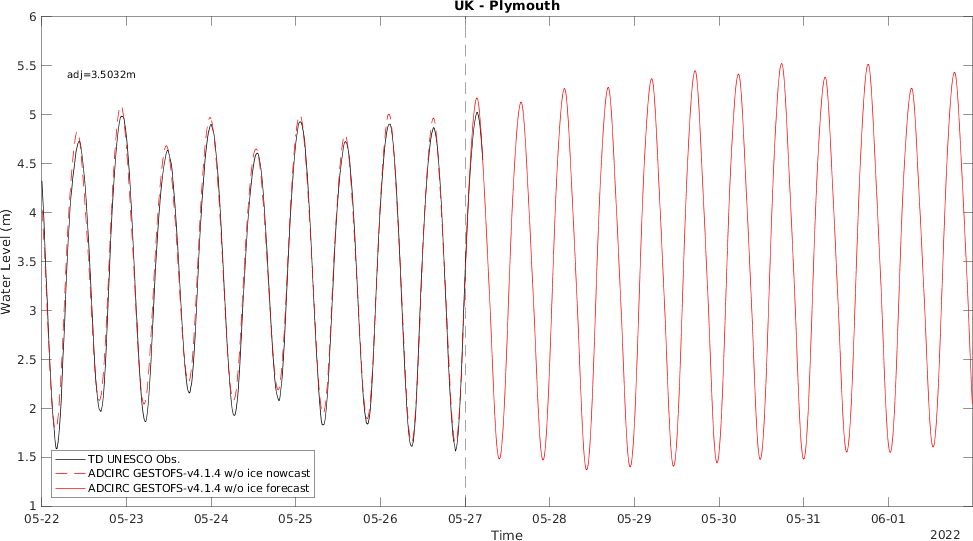 UK - Plymouth
adj=3.5032m
Water Level (m)
6
5.5
5
4.5
4
3.5
3
2.5
2
1.5
1
TD UNESCO Obs.
ADCIRC GESTOFS-v4.1.4 w/o ice nowcast
ADCIRC GESTOFS-v4.1.4 w/o ice forecast
05-22 05-23 05-24 05-25 05-26 05-27 05-28 05-29 05-30 05-31 06-01
Time
2022